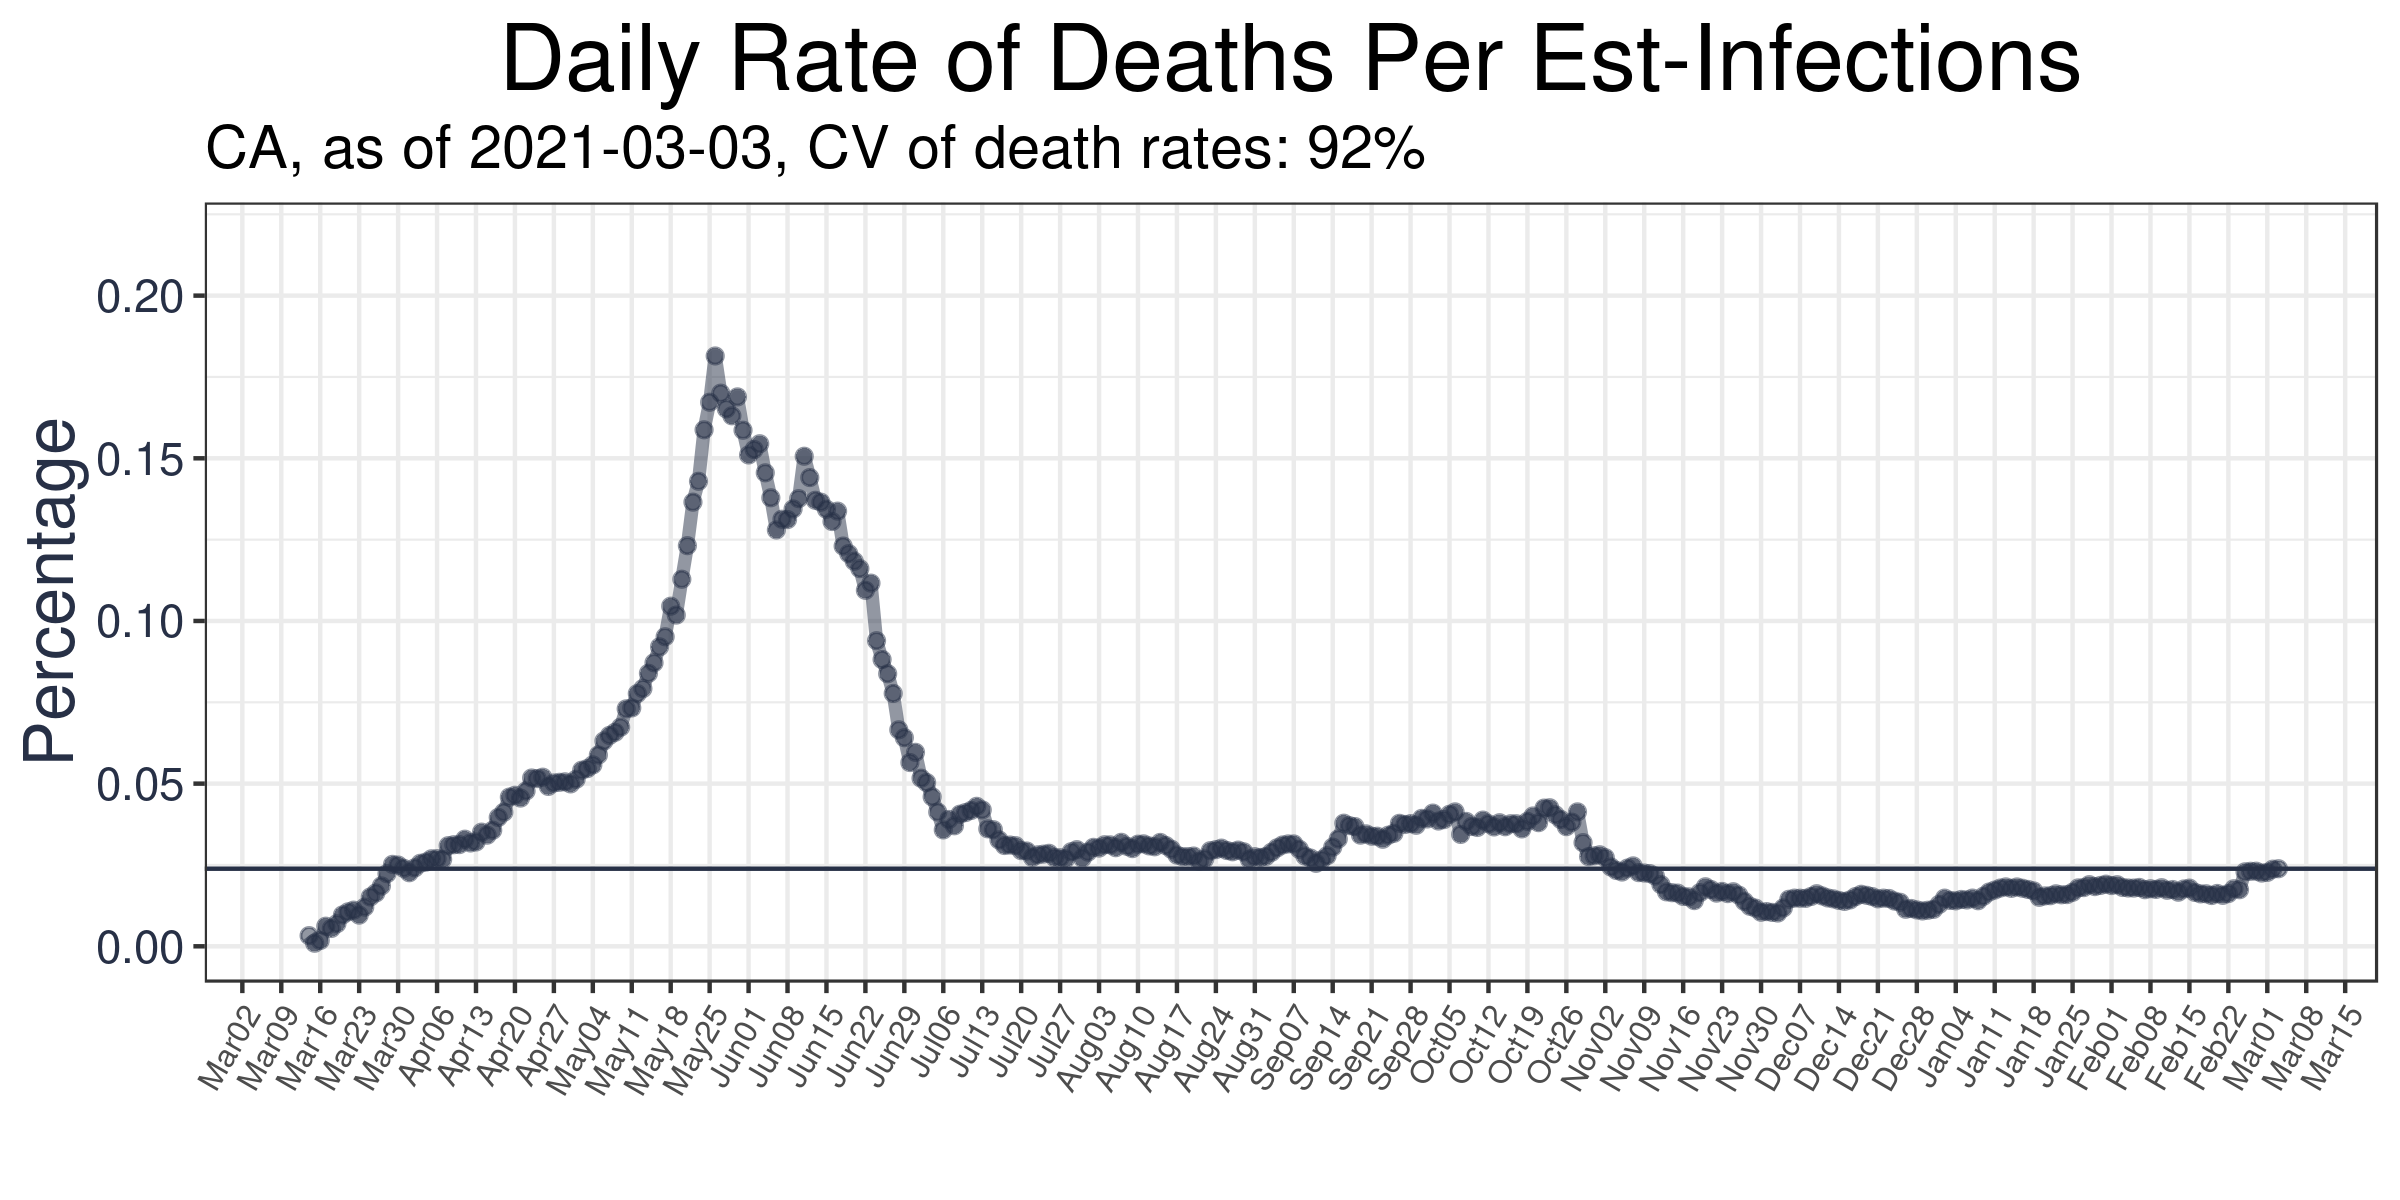 Daily Rate of Deaths Per Est-Infections
CA, as of 2021-03-03, CV of death rates: 92%
Percentage
0.20
0.15
0.10
0.05
0.00
Mar02
Mar09
Mar16
Mar23
Mar30
Apr06
Apr13
Apr20
Apr27
May04
May11
May18
May25
Jun01
Jun08
Jun15
Jun22
Jun29
Jul06
Jul13
Jul20
Jul27
Aug03
Aug10
Aug17
Aug24
Aug31
Sep07
Sep14
Sep21
Sep28
Oct05
Oct12
Oct19
Oct26
Nov02
Nov09
Nov16
Nov23
Nov30
Dec07
Dec14
Dec21
Dec28
Jan04
Jan11
Jan18
Jan25
Feb01
Feb08
Feb15
Feb22
Mar01
Mar08
Mar15